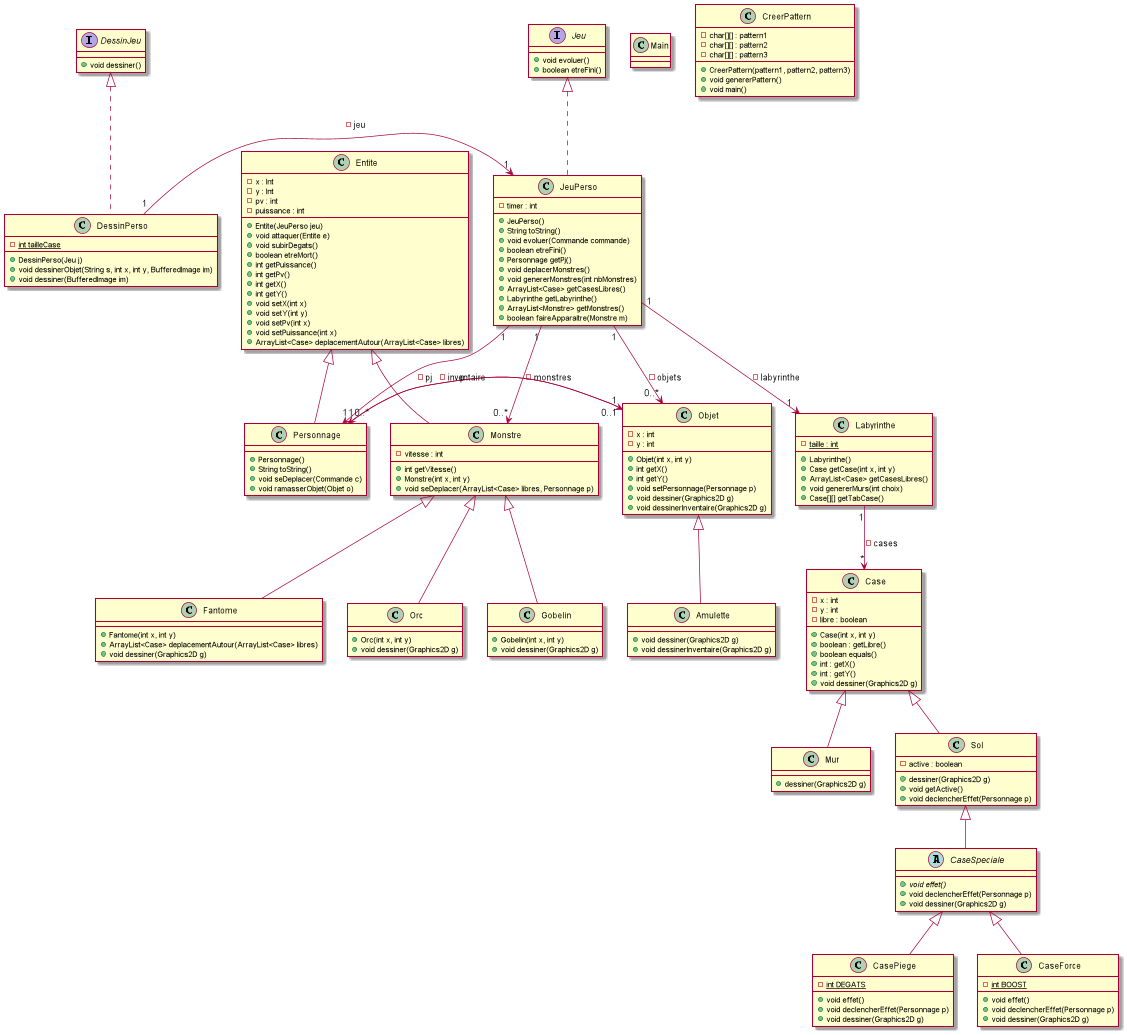 DessinJeu
void dessiner()
Jeu
void evoluer()
boolean etreFini()
Main
CreerPattern
char[][] : pattern1
char[][] : pattern2
char[][] : pattern3
CreerPattern(pattern1, pattern2, pattern3)
void genererPattern()
void main()
jeu
1
1
DessinPerso
int tailleCase
DessinPerso(Jeu j)
void dessinerObjet(String s, int x, int y, BufferedImage im)
void dessiner(BufferedImage im)
Entite
x : Int
y : Int
pv : int
puissance : int
Entite(JeuPerso jeu)
void attaquer(Entite e)
void subirDegats()
boolean etreMort()
int getPuissance()
int getPv()
int getX()
int getY()
void setX(int x)
void setY(int y)
void setPv(int x)
void setPuissance(int x)
ArrayList<Case> deplacementAutour(ArrayList<Case> libres)
JeuPerso
timer : int
JeuPerso()
String toString()
void evoluer(Commande commande)
boolean etreFini()
Personnage getPj()
void deplacerMonstres()
void genererMonstres(int nbMonstres)
ArrayList<Case> getCasesLibres()
Labyrinthe getLabyrinthe()
ArrayList<Monstre> getMonstres()
boolean faireApparaitre(Monstre m)
1
1
1
1
pj
inventaire
monstres
objets
labyrinthe
1
1
0..*
0..*
0..1
1
0..*
1
Personnage
Personnage()
String toString()
void seDeplacer(Commande c)
void ramasserObjet(Objet o)
Monstre
vitesse : int
int getVitesse()
Monstre(int x, int y)
void seDeplacer(ArrayList<Case> libres, Personnage p)
Objet
x : int
y : int
Objet(int x, int y)
int getX()
int getY()
void setPersonnage(Personnage p)
void dessiner(Graphics2D g)
void dessinerInventaire(Graphics2D g)
Labyrinthe
taille : int
Labyrinthe()
Case getCase(int x, int y)
ArrayList<Case> getCasesLibres()
void genererMurs(int choix)
Case[][] getTabCase()
1
cases
*
Fantome
Fantome(int x, int y)
ArrayList<Case> deplacementAutour(ArrayList<Case> libres)
void dessiner(Graphics2D g)
Orc
Orc(int x, int y)
void dessiner(Graphics2D g)
Gobelin
Gobelin(int x, int y)
void dessiner(Graphics2D g)
Amulette
void dessiner(Graphics2D g)
void dessinerInventaire(Graphics2D g)
Case
x : int
y : int
libre : boolean
Case(int x, int y)
boolean : getLibre()
boolean equals()
int : getX()
int : getY()
void dessiner(Graphics2D g)
Mur
dessiner(Graphics2D g)
Sol
active : boolean
dessiner(Graphics2D g)
void getActive()
void declencherEffet(Personnage p)
CaseSpeciale
void effet()
void declencherEffet(Personnage p)
void dessiner(Graphics2D g)
CasePiege
int DEGATS
void effet()
void declencherEffet(Personnage p)
void dessiner(Graphics2D g)
CaseForce
int BOOST
void effet()
void declencherEffet(Personnage p)
void dessiner(Graphics2D g)